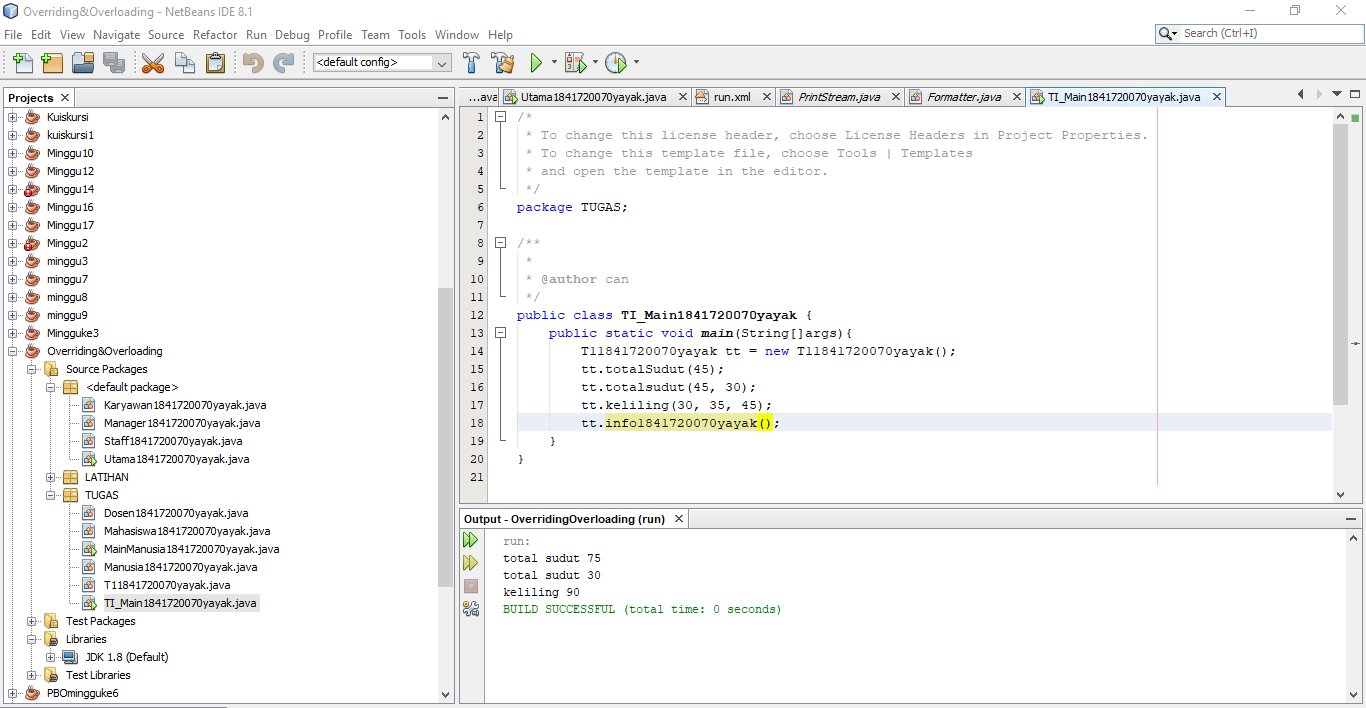 Overriding&Overloading - NetBeans IDE 8.1
File Edit View Navigate Source Refactor Run Debug Profile Team Tools Window Help
Search (Ctrl+I)
<default config>
Projects
Kuiskursi
kuiskursi1
Minggu10
Minggu12
Minggu14
Minggu16
Minggu17
Minggu2
minggu3
minggu7
minggu8
minggu9
Mingguke3
Overriding&Overloading
Source Packages
<default package>
Karyawan1841720070yayak.java
Manager1841720070yayak.java
Staff1841720070yayak.java
Utama1841720070yayak.java
LATIHAN
TUGAS
Dosen1841720070yayak.java
Mahasiswa1841720070yayak.java
MainManusia1841720070yayak.java
Manusia1841720070yayak.java
T11841720070yayak.java
TI_Main1841720070yayak.java
Test Packages
Libraries
JDK 1.8 (Default)
Test Libraries
PBOmingguke6
...ava Utama1841720070yayak.java run.xml PrintStream.java Formatter.java TI_Main1841720070yayak.java
1 /*
2 * To change this license header, choose License Headers in Project Properties.
3 * To change this template file, choose Tools | Templates
4 * and open the template in the editor.
5 */
6 package TUGAS;
7
8 /**
9 *
10 * @author can
11 */
12 public class TI_Main1841720070yayak {
13 public static void main(String[]args){
14 T11841720070yayak tt = new T11841720070yayak();
15 tt.totalSudut(45);
16 tt.totalsudut(45, 30);
17 tt.keliling(30, 35, 45);
18 tt.info1841720070yayak();
19 }
20 }
21
Output - OverridingOverloading (run)
run:
total sudut 75
total sudut 30
keliling 90
BUILD SUCCESSFUL (total time: 0 seconds)